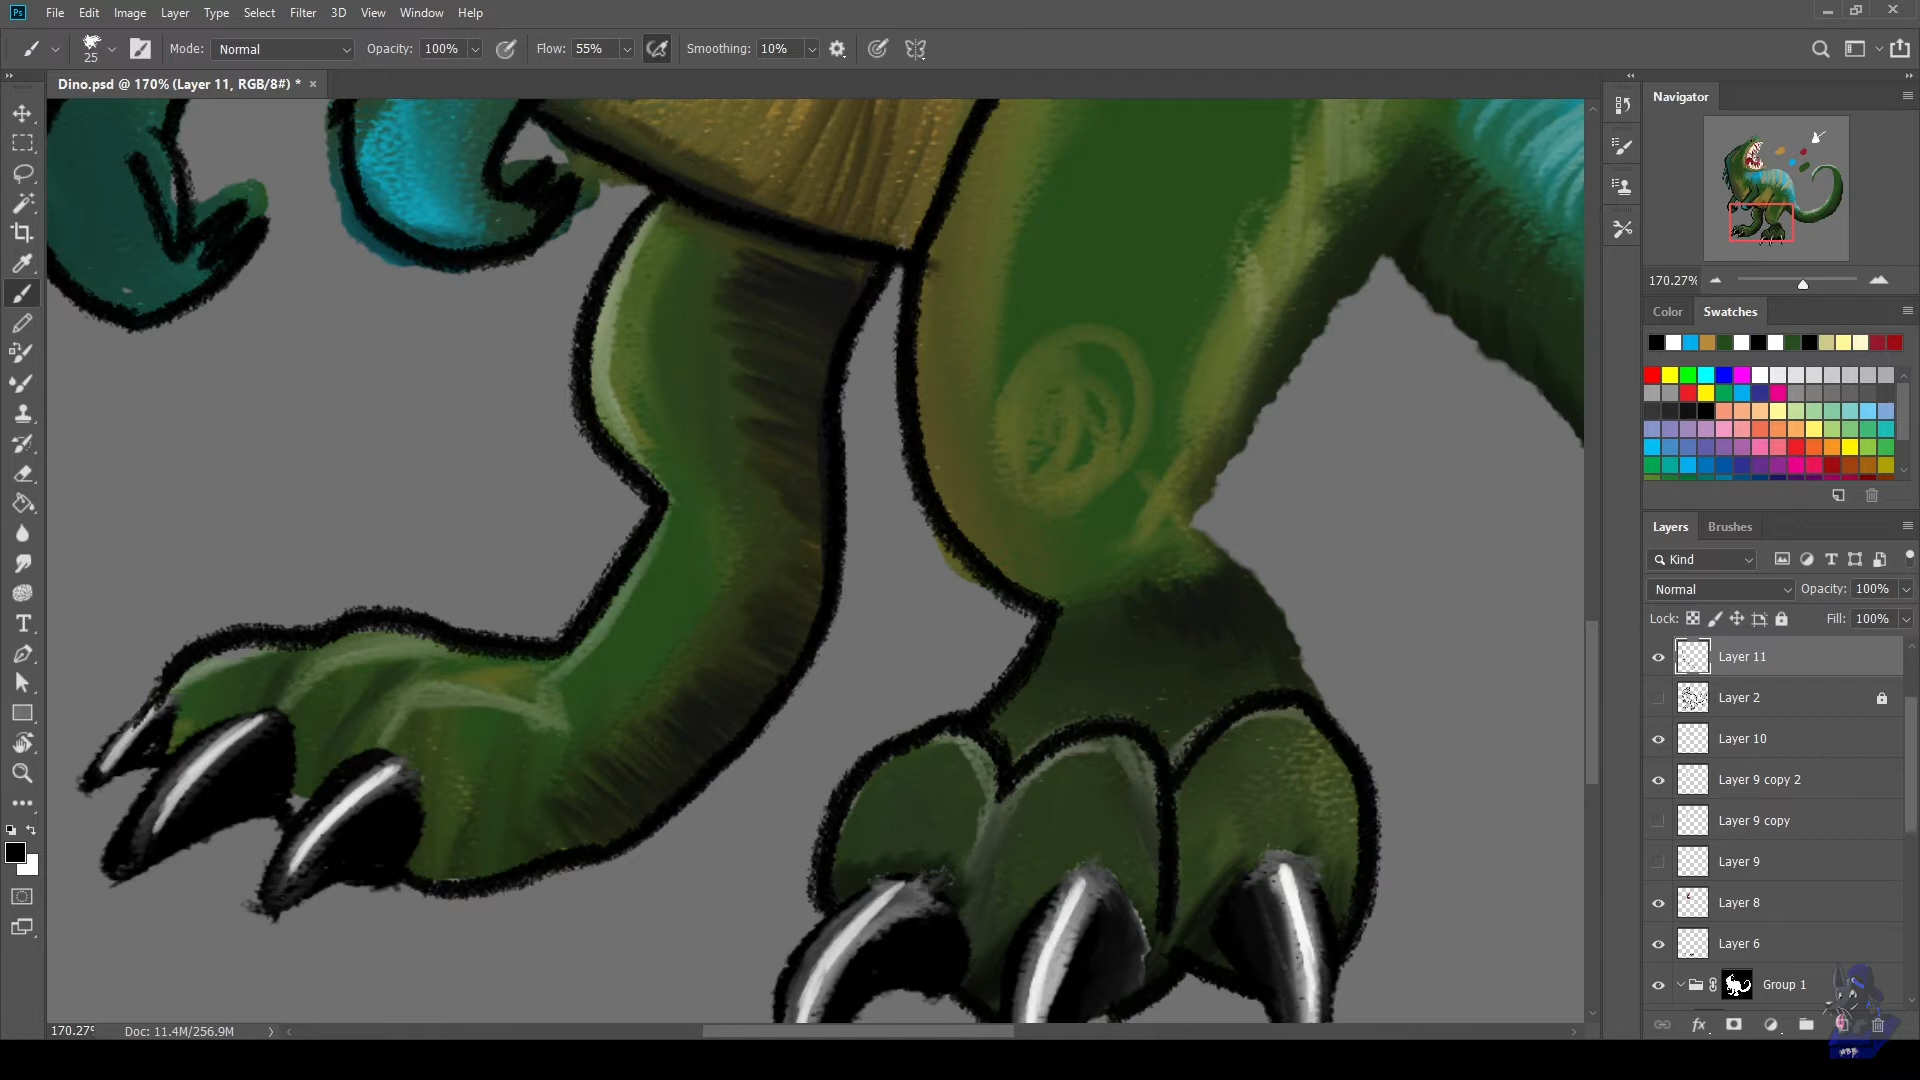 Ps File Edit Image Layer Type Select Filter 3D View Window Help
25 Mode: Normal Opacity: 100% Flow: 55% Smoothing: 10%
Dino.psd @ 170% (Layer 11, RGB/8#) * ×
Navigator
170.27%
Color Swatches
Layers Brushes
Kind
Normal Opacity: 100%
Lock: Fill: 100%
Layer 11
Layer 2
Layer 10
Layer 9 copy 2
Layer 9 copy
Layer 9
Layer 8
Layer 6
Group 1
fx
170.27% Doc: 11.4M/256.9M